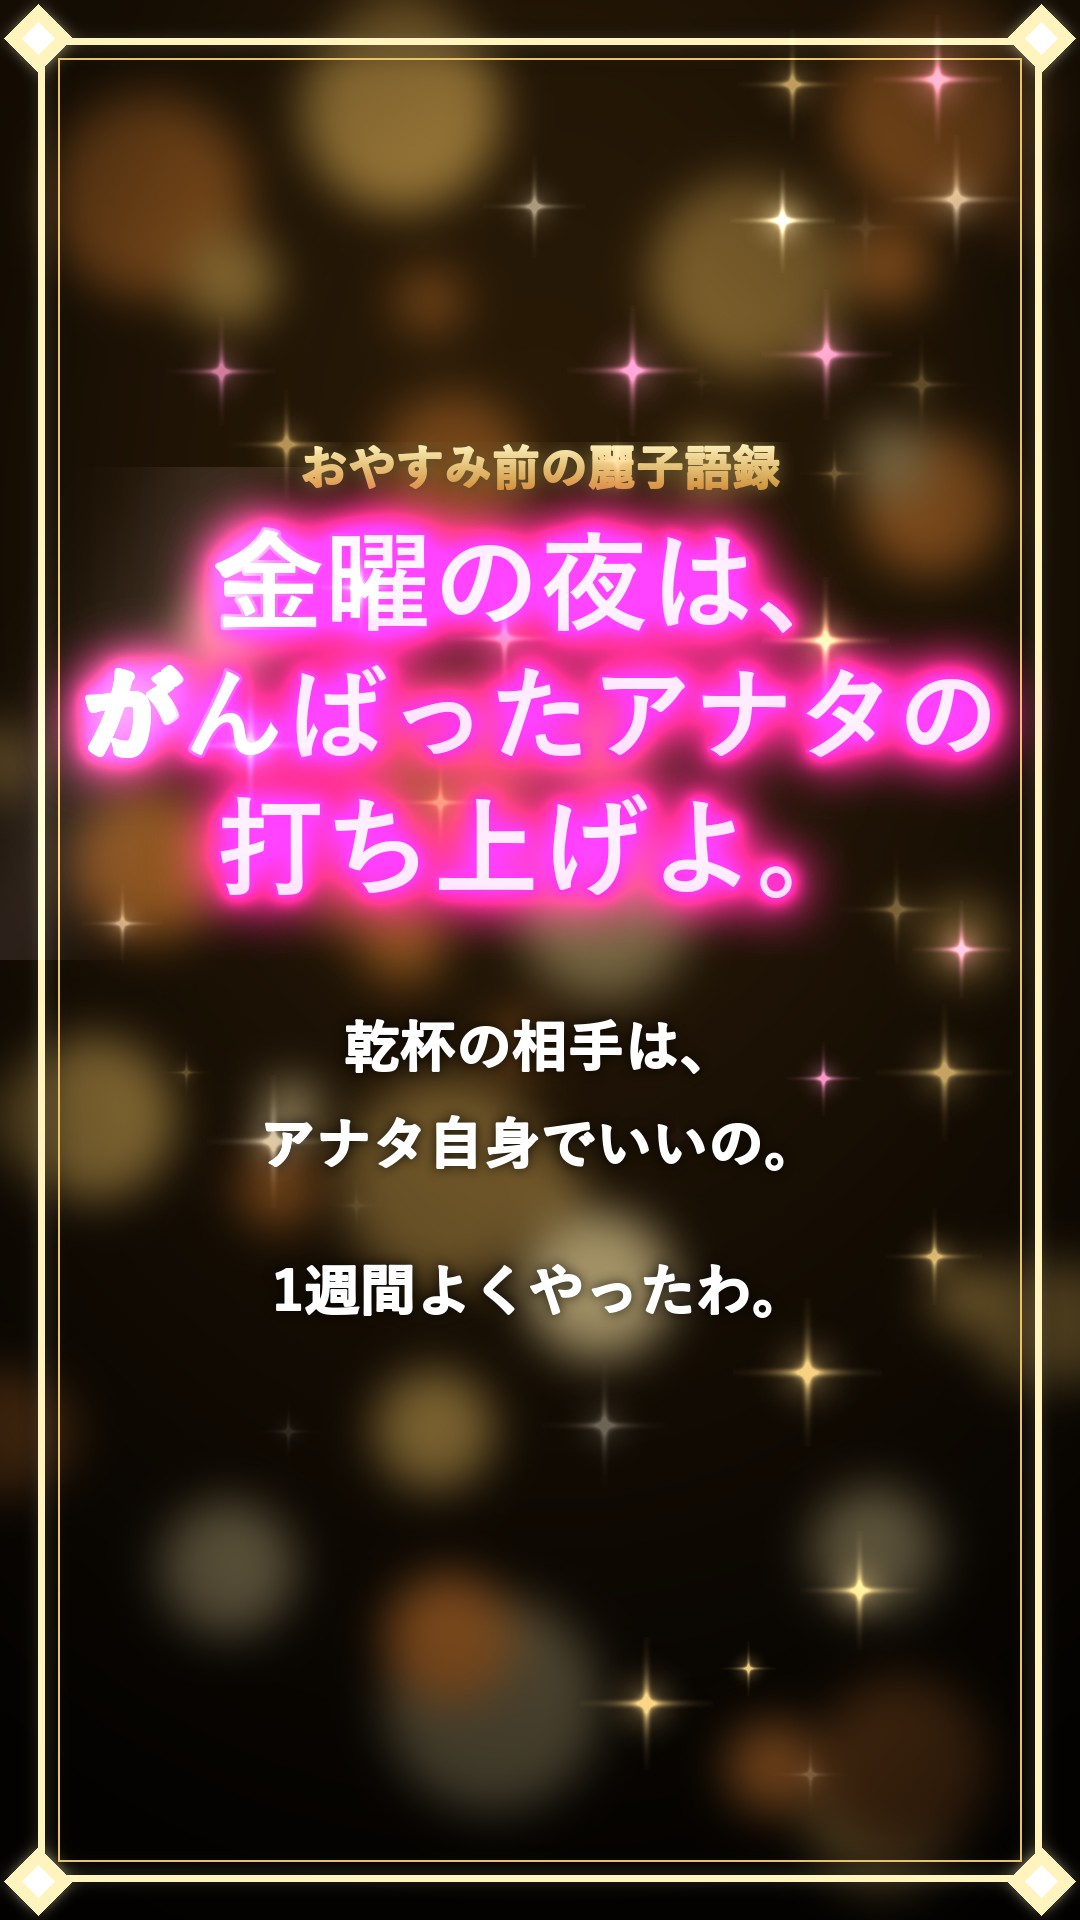 おやすみ前の麗子語録
金曜の夜は、
がんばったアナタの
打ち上げよ。
乾杯の相手は、
アナタ自身でいいの。
1週間よくやったわ。